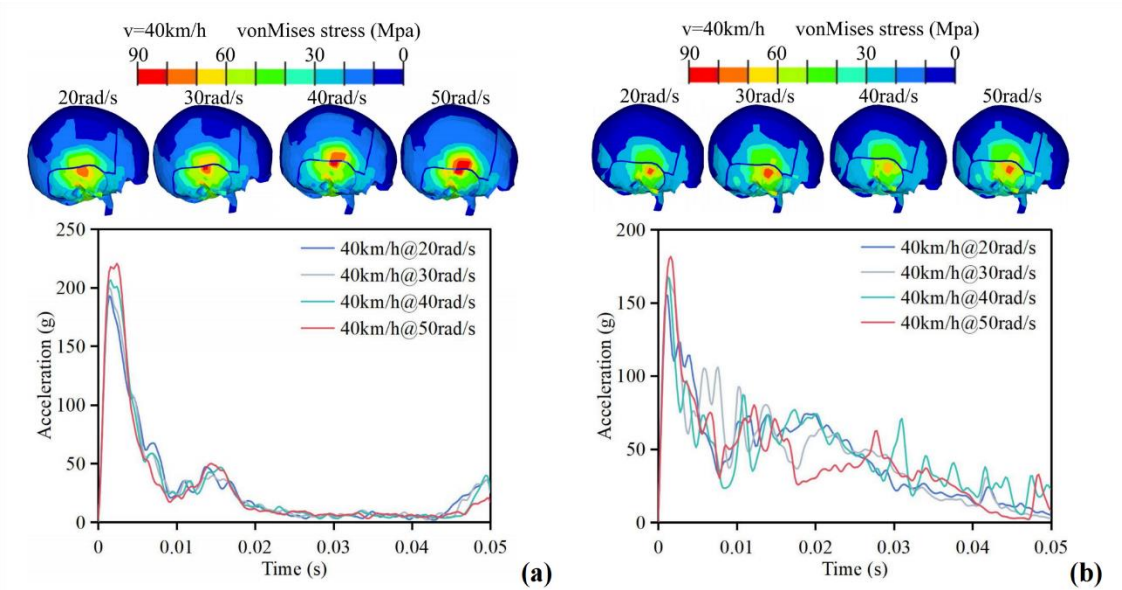 v=40km/h vonMises stress (Mpa)
90 60 30 0
20rad/s 30rad/s 40rad/s 50rad/s
250
200
150
100
50
0
Acceleration (g)
40km/h@20rad/s
40km/h@30rad/s
40km/h@40rad/s
40km/h@50rad/s
0 0.01 0.02 0.03 0.04 0.05
Time (s)
(a)
v=40km/h vonMises stress (Mpa)
90 60 30 0
20rad/s 30rad/s 40rad/s 50rad/s
200
150
100
50
0
Acceleration (g)
40km/h@20rad/s
40km/h@30rad/s
40km/h@40rad/s
40km/h@50rad/s
0 0.01 0.02 0.03 0.04 0.05
Time (s)
(b)